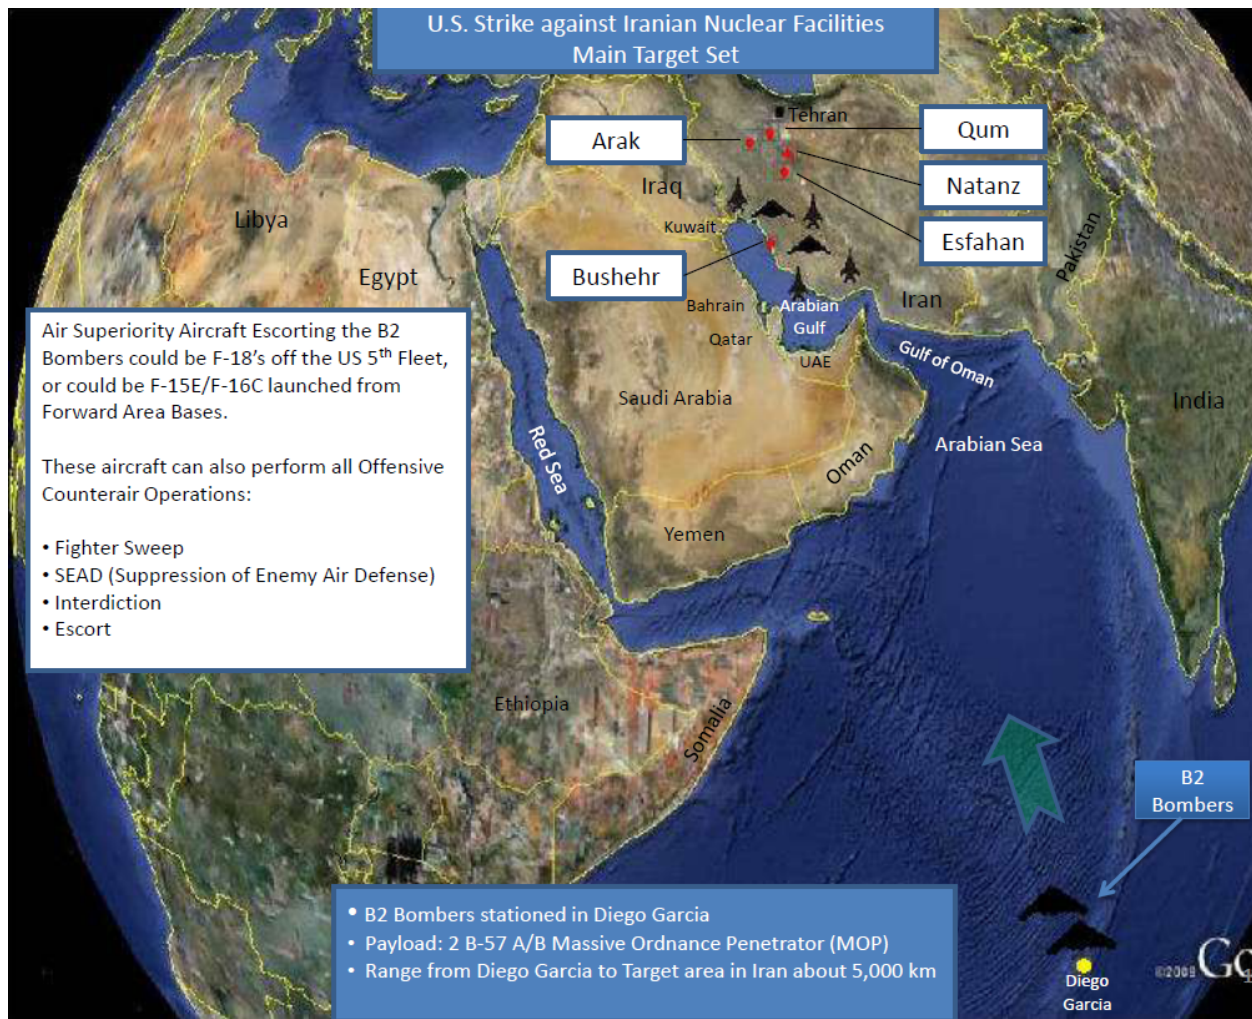 U.S. Strike against Iranian Nuclear Facilities
Main Target Set
Tehran
Arak
Qum
Iraq
Natanz
Libya
Kuwait
Esfahan
Pakistan
Egypt
Bushehr
Iran
Bahrain
Arabian
Gulf
Qatar
UAE
Gulf of Oman
Air Superiority Aircraft Escorting the B2
Bombers could be F-18's off the US 5th Fleet,
or could be F-15E/F-16C launched from
Forward Area Bases.
These aircraft can also perform all Offensive
Counterair Operations:
• Fighter Sweep
• SEAD (Suppression of Enemy Air Defense)
• Interdiction
• Escort
Saudi Arabia
India
Red Sea
Arabian Sea
Oman
Yemen
Ethiopia
Somalia
B2
Bombers
• B2 Bombers stationed in Diego Garcia
• Payload: 2 B-57 A/B Massive Ordnance Penetrator (MOP)
• Range from Diego Garcia to Target area in Iran about 5,000 km
©2009
Go
Diego
Garcia